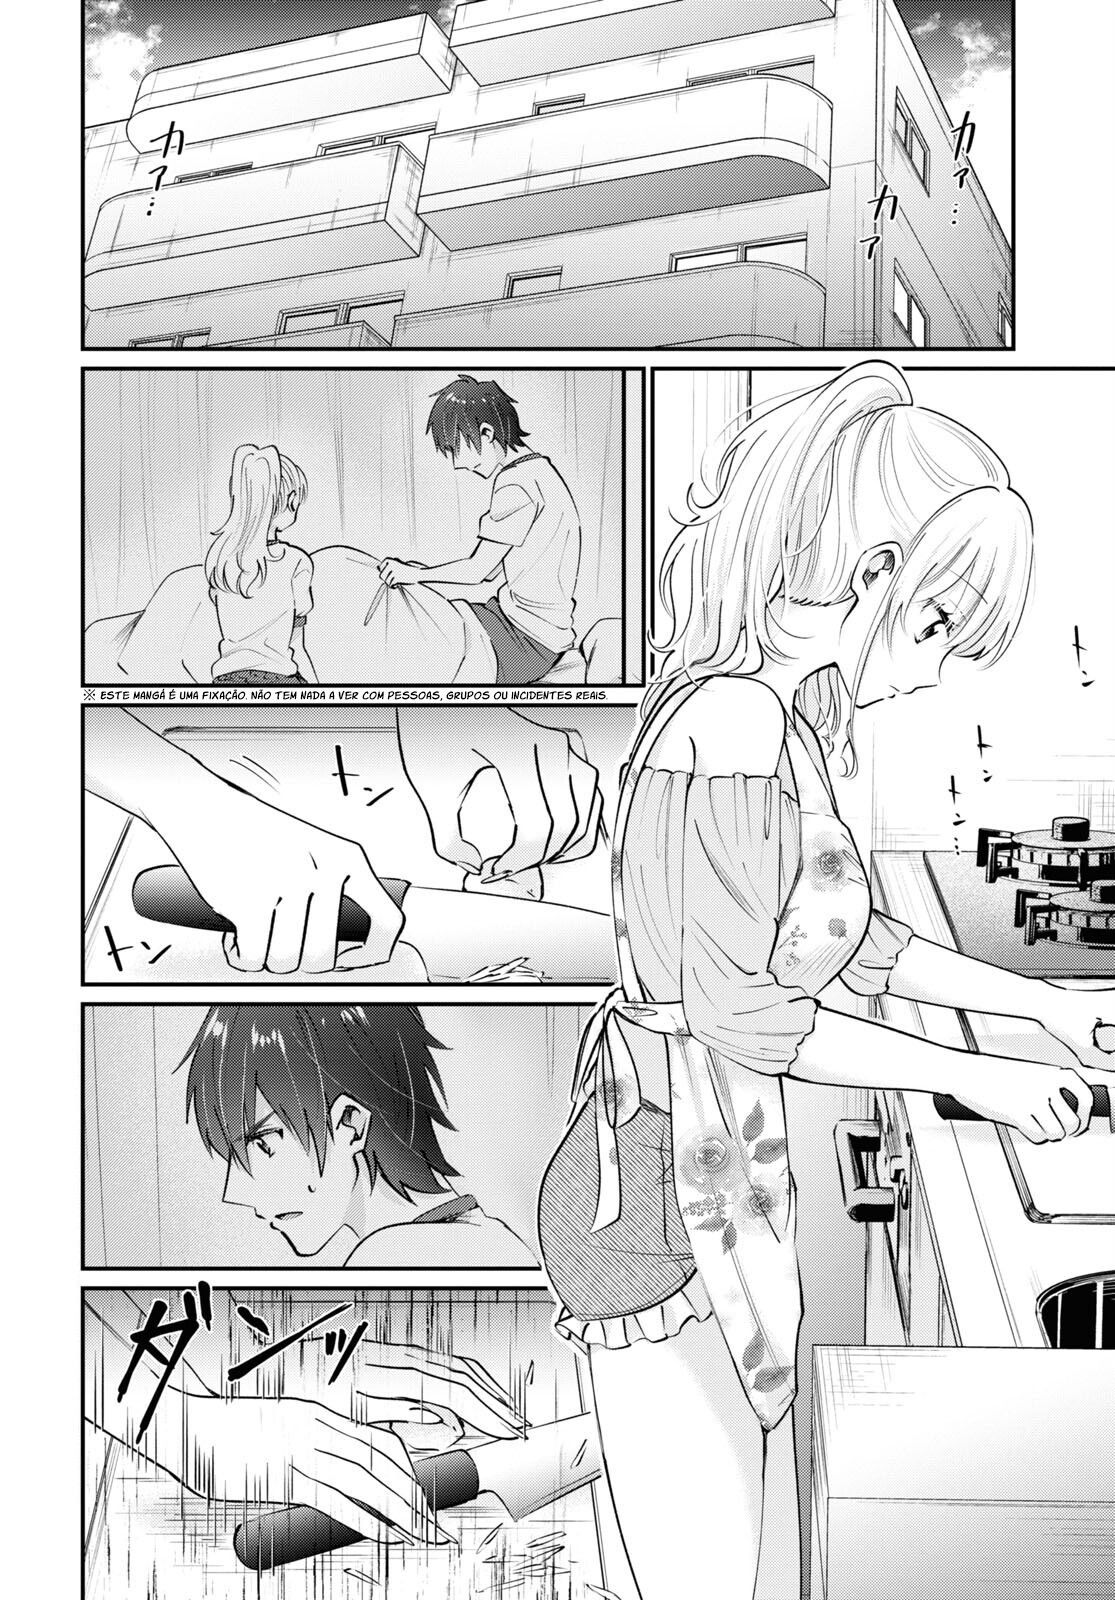 カァ…
カァ
カァ…
※ ESTE MANGÁ É UMA FIXAÇÃO. NÃO TEM NADA A VER COM PESSOAS, GRUPOS OU INCIDENTES REAIS.
トン
トントン…
トン
トン
ダンッ